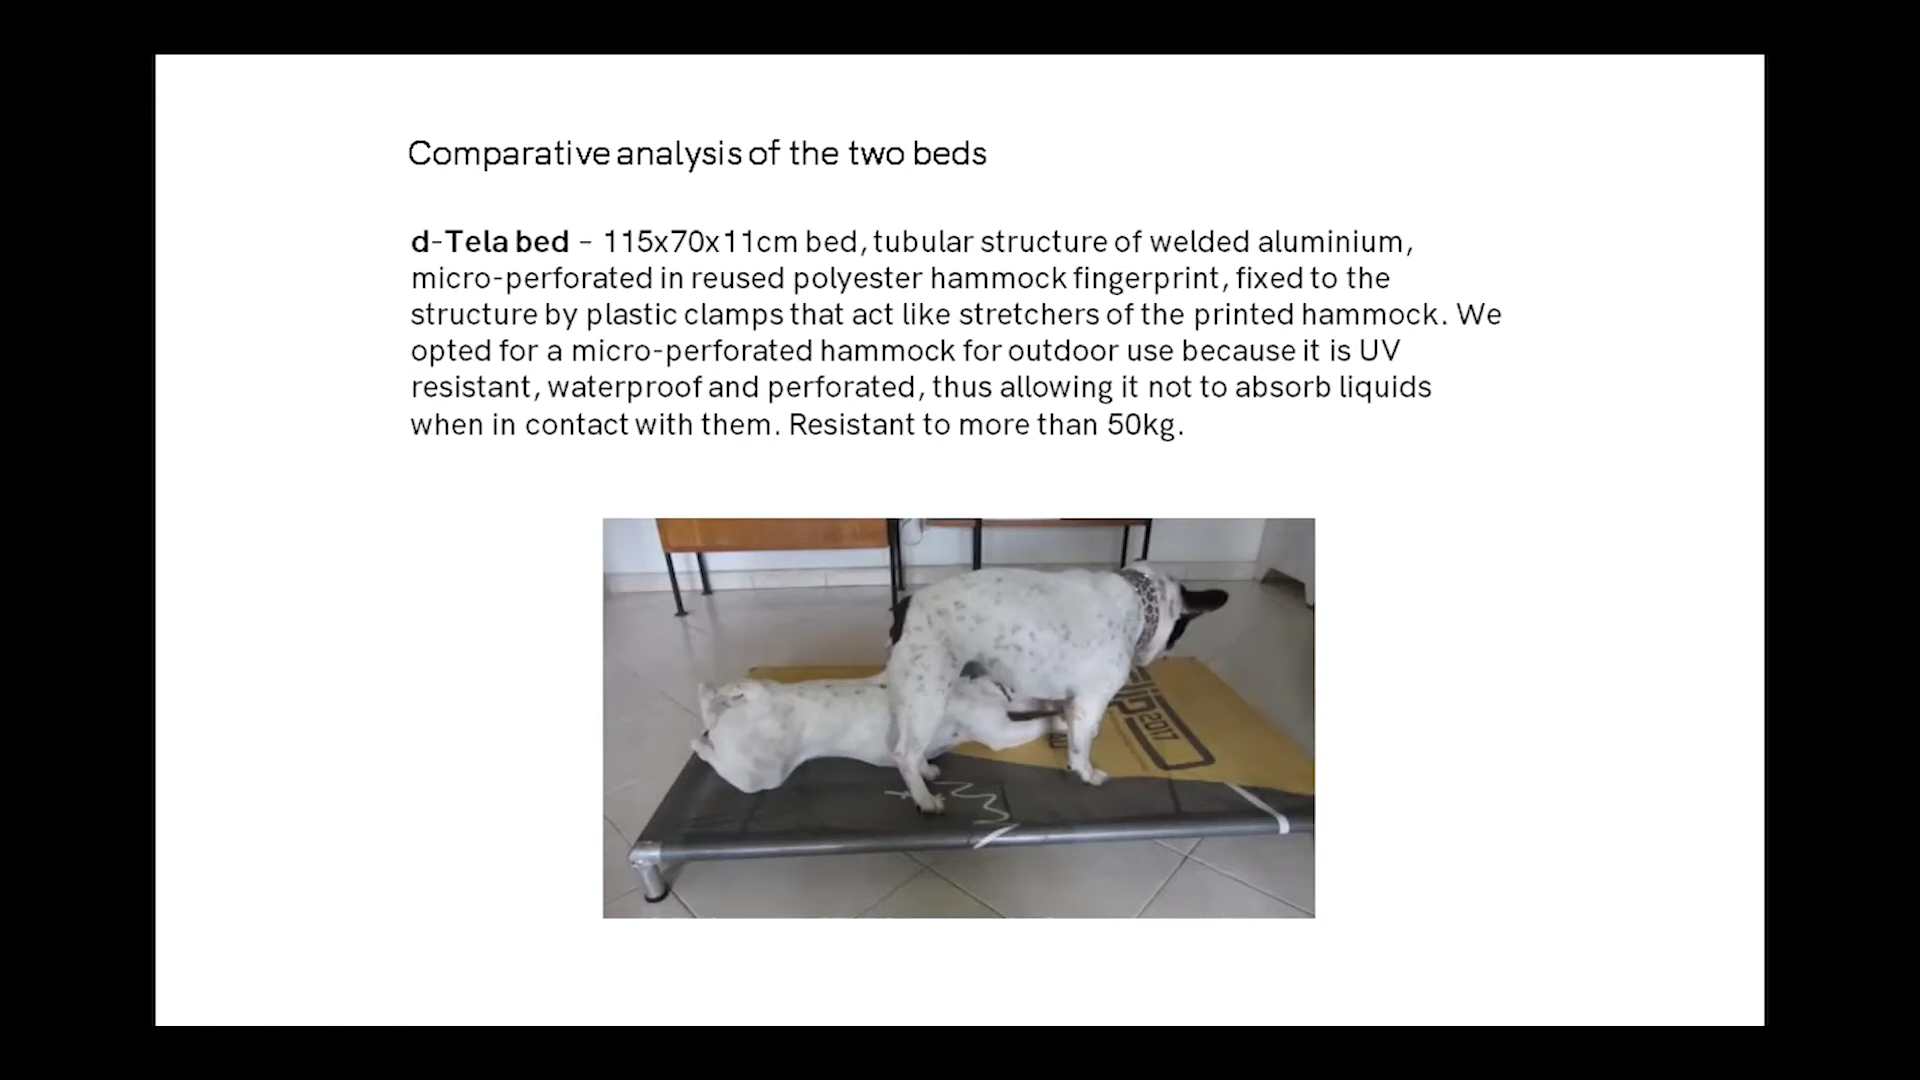 Comparative analysis of the two beds
d-Tela bed – 115x70x11cm bed, tubular structure of welded aluminium,
micro-perforated in reused polyester hammock fingerprint, fixed to the
structure by plastic clamps that act like stretchers of the printed hammock. We
opted for a micro-perforated hammock for outdoor use because it is UV
resistant, waterproof and perforated, thus allowing it not to absorb liquids
when in contact with them. Resistant to more than 50kg.
2017